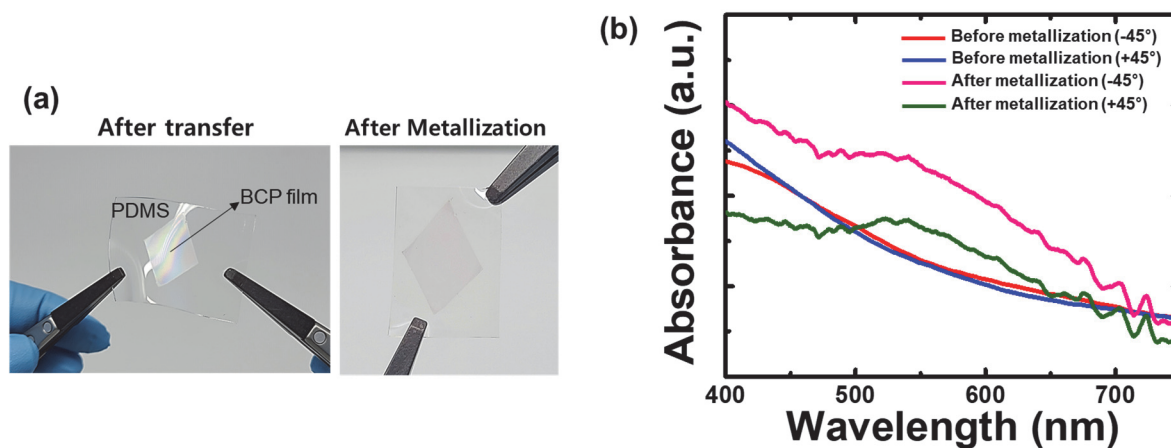 (a)
After transfer
PDMS
BCP film
After Metallization
(b)
Absorbance (a.u.)
Before metallization (-45°)
Before metallization (+45°)
After metallization (-45°)
After metallization (+45°)
400 500 600 700
Wavelength (nm)